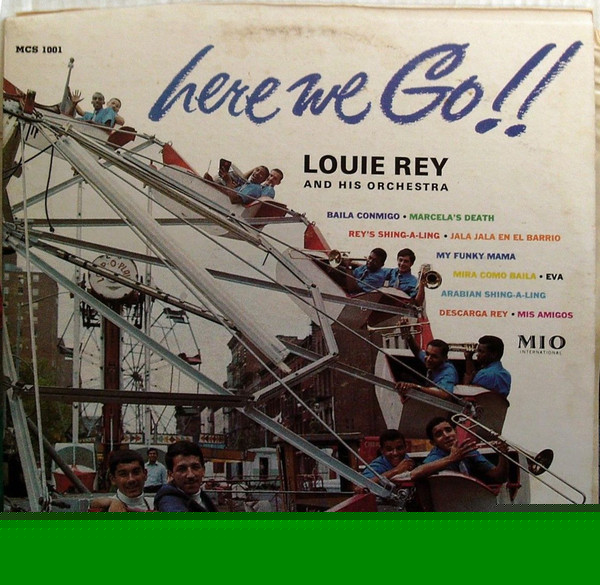 MCS 1001
here we Go!!
LOUIE REY
AND HIS ORCHESTRA
BAILA CONMIGO • MARCELA'S DEATH
REY'S SHING-A-LING • JALA JALA EN EL BARRIO
MY FUNKY MAMA
MIRA COMO BAILA • EVA
ARABIAN SHING-A-LING
DESCARGA REY • MIS AMIGOS
MIO
INTERNATIONAL